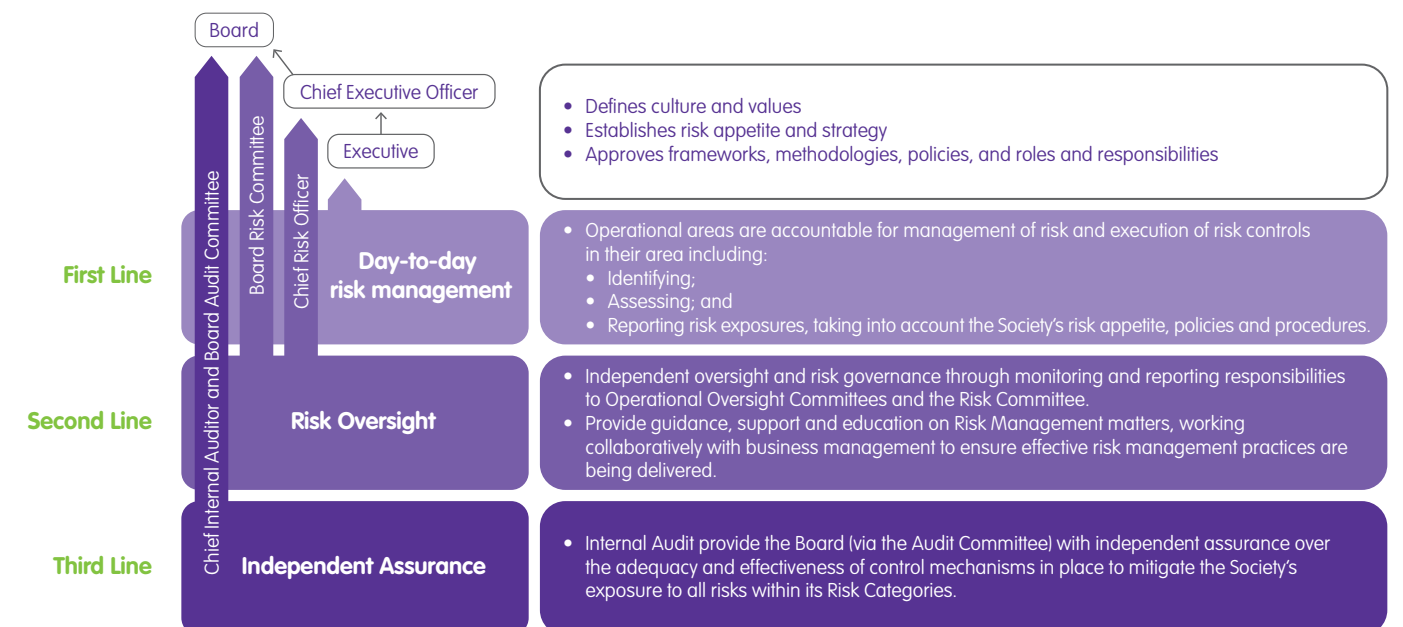 Board
Chief Executive Officer
Executive
Chief Internal Auditor and Board Audit Committee
Board Risk Committee
Chief Risk Officer
• Defines culture and values
• Establishes risk appetite and strategy
• Approves frameworks, methodologies, policies, and roles and responsibilities
First Line
Day-to-day
risk management
• Operational areas are accountable for management of risk and execution of risk controls
in their area including:
• Identifying;
• Assessing; and
• Reporting risk exposures, taking into account the Society’s risk appetite, policies and procedures.
Second Line
Risk Oversight
• Independent oversight and risk governance through monitoring and reporting responsibilities
to Operational Oversight Committees and the Risk Committee.
• Provide guidance, support and education on Risk Management matters, working
collaboratively with business management to ensure effective risk management practices are
being delivered.
Third Line
Independent Assurance
• Internal Audit provide the Board (via the Audit Committee) with independent assurance over
the adequacy and effectiveness of control mechanisms in place to mitigate the Society’s
exposure to all risks within its Risk Categories.